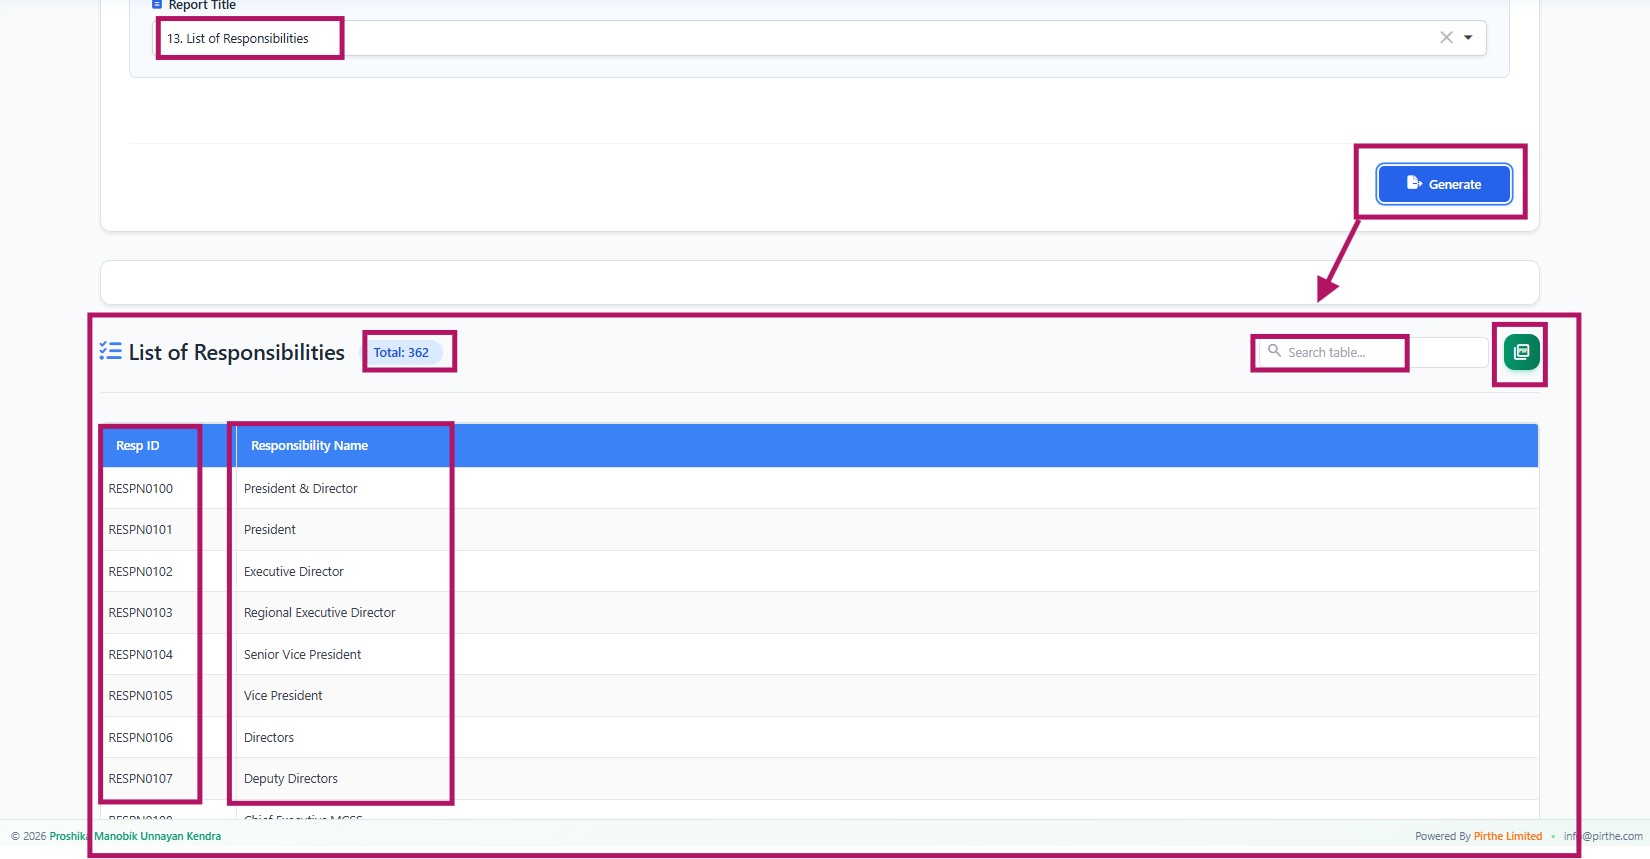 Report Title
13. List of Responsibilities
Generate
List of Responsibilities Total: 362 Search table...
Resp ID Responsibility Name
RESPN0100 President & Director
RESPN0101 President
RESPN0102 Executive Director
RESPN0103 Regional Executive Director
RESPN0104 Senior Vice President
RESPN0105 Vice President
RESPN0106 Directors
RESPN0107 Deputy Directors
© 2026 Proshika Manobik Unnayan Kendra Powered By Pirthe Limited • info@pirthe.com